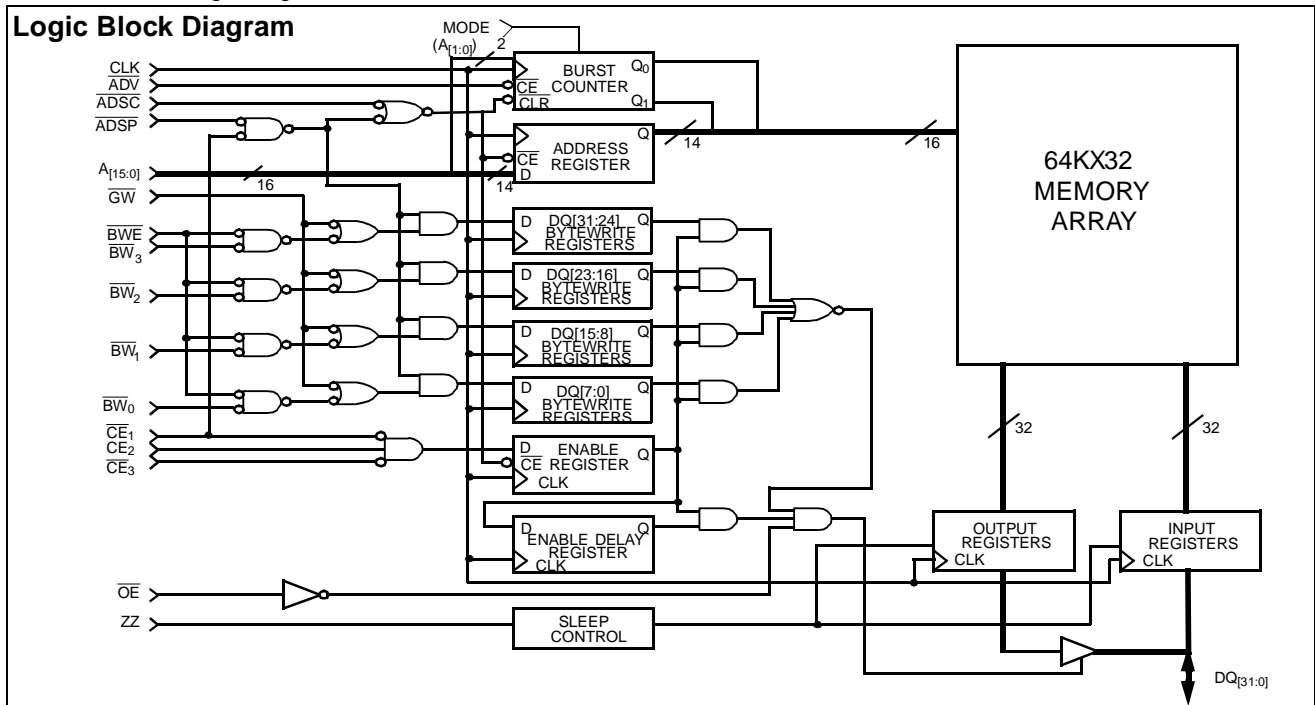 Logic Block Diagram
MODE
(A[1:0])
2
CLK
ADV
ADSC
ADSP
A[15:0]
16
14
GW
BWE
BW3
BW2
BW1
BW0
CE1
CE2
CE3
OE
ZZ
BURST
COUNTER
CE
CLR
Q0
Q1
ADDRESS
REGISTER
CE
D
Q
14
16
D
DQ[31:24]
BYTEWRITE
REGISTERS
Q
D
DQ[23:16]
BYTEWRITE
REGISTERS
Q
D
DQ[15:8]
BYTEWRITE
REGISTERS
Q
D
DQ[7:0]
BYTEWRITE
REGISTERS
Q
D
ENABLE
CE
REGISTER
Q
CLK
D
Q
ENABLE DELAY
REGISTER
CLK
SLEEP
CONTROL
64KX32
MEMORY
ARRAY
32
32
OUTPUT
REGISTERS
CLK
INPUT
REGISTERS
CLK
DQ[31:0]